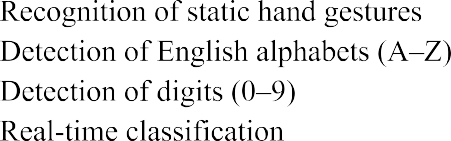 Recognition of static hand gestures
Detection of English alphabets (A–Z)
Detection of digits (0–9)
Real-time classification